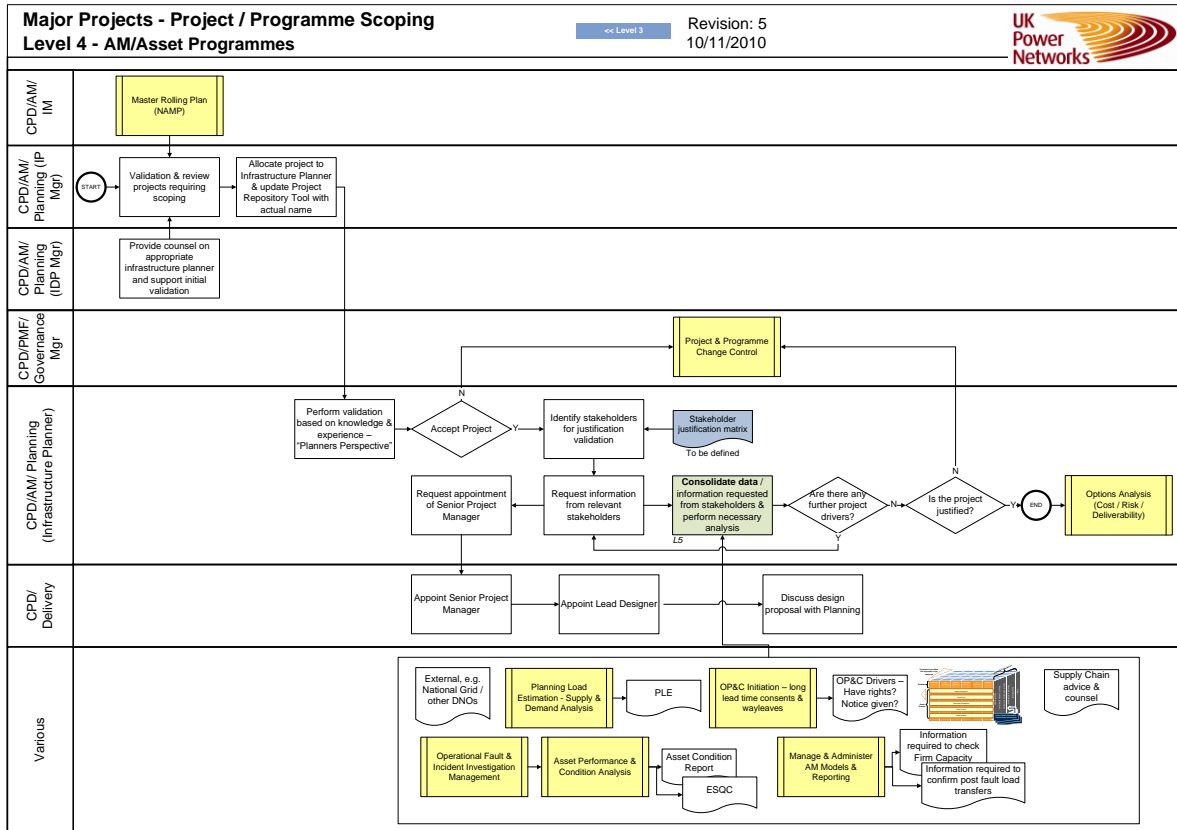 Major Projects - Project / Programme Scoping
Level 4 - AM/Asset Programmes
<< Level 3
Revision: 5
10/11/2010
UK
Power
Networks
CPD/AM/
IM
Master Rolling Plan
(NAMP)
CPD/AM/
Planning (IP
Mgr)
START
Validation & review
projects requiring
scoping
Allocate project to
Infrastructure Planner
& update Project
Repository Tool with
actual name
CPD/AM/
Planning
(IDP Mgr)
Provide counsel on
appropriate
infrastructure planner
and support initial
validation
CPD/PMF/
Governance
Mgr
Project & Programme
Change Control
N
N
CPD/AM/ Planning
(Infrastructure Planner)
Perform validation
based on knowledge &
experience –
“Planners Perspective”
Accept Project
Y
Identify stakeholders
for justification
validation
Stakeholder
justification matrix
To be defined
Request appointment
of Senior Project
Manager
Request information
from relevant
stakeholders
Consolidate data /
information requested
from stakeholders &
perform necessary
analysis
L5
Are there any
further project
drivers?
N
Y
Is the project
justified?
Y
END
Options Analysis
(Cost / Risk /
Deliverability)
CPD/
Delivery
Appoint Senior Project
Manager
Appoint Lead Designer
Discuss design
proposal with Planning
Various
External, e.g.
National Grid /
other DNOs
Planning Load
Estimation - Supply &
Demand Analysis
PLE
OP&C Initiation – long
lead time consents &
wayleaves
OP&C Drivers –
Have rights?
Notice given?
Supply Chain
advice &
counsel
Operational Fault &
Incident Investigation
Management
Asset Performance &
Condition Analysis
Asset Condition
Report
ESQC
Manage & Administer
AM Models &
Reporting
Information
required to check
Firm Capacity
Information required to
confirm post fault load
transfers